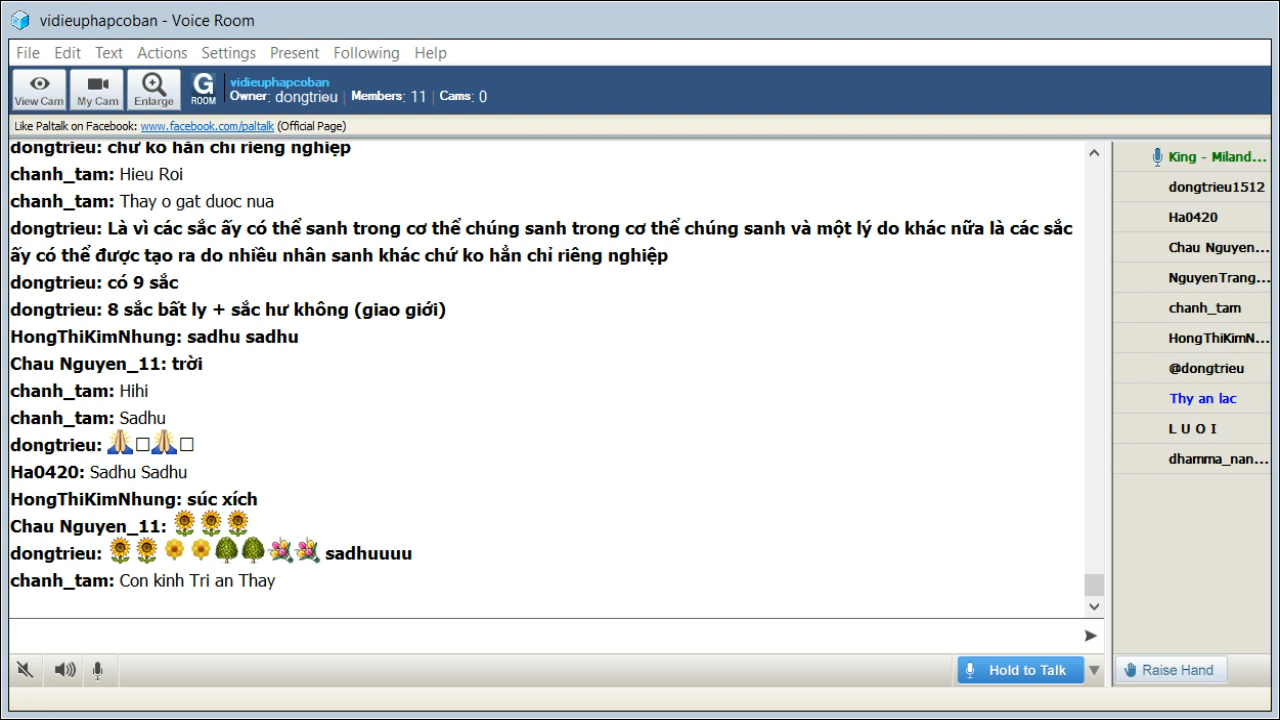 vidieuphapcoban - Voice Room
File Edit Text Actions Settings Present Following Help
View Cam My Cam Enlarge G ROOM
vidieuphapcoban
Owner: dongtrieu | Members: 11 | Cams: 0
Like Paltalk on Facebook: www.facebook.com/paltalk (Official Page)
dongtrieu: chứ ko hẳn chỉ riêng nghiệp
chanh_tam: Hieu Roi
chanh_tam: Thay o gat duoc nua
dongtrieu: Là vì các sắc ấy có thể sanh trong cơ thể chúng sanh trong cơ thể chúng sanh và một lý do khác nữa là các sắc
ấy có thể được tạo ra do nhiều nhân sanh khác chứ ko hẳn chỉ riêng nghiệp
dongtrieu: có 9 sắc
dongtrieu: 8 sắc bất ly + sắc hư không (giao giới)
HongThiKimNhung: sadhu sadhu
Chau Nguyen_11: trời
chanh_tam: Hihi
chanh_tam: Sadhu
dongtrieu: 🙏□🙏□
Ha0420: Sadhu Sadhu
HongThiKimNhung: súc xích
Chau Nguyen_11: 🌻🌻🌻
dongtrieu: 🌻🌻🌼🌼🌳🌳💐💐 sadhuuuu
chanh_tam: Con kinh Tri an Thay
King - Miland...
dongtrieu1512
Ha0420
Chau Nguyen...
NguyenTrang...
chanh_tam
HongThiKimN...
@dongtrieu
Thy an lac
L U O I
dhamma_nan...
Hold to Talk
Raise Hand